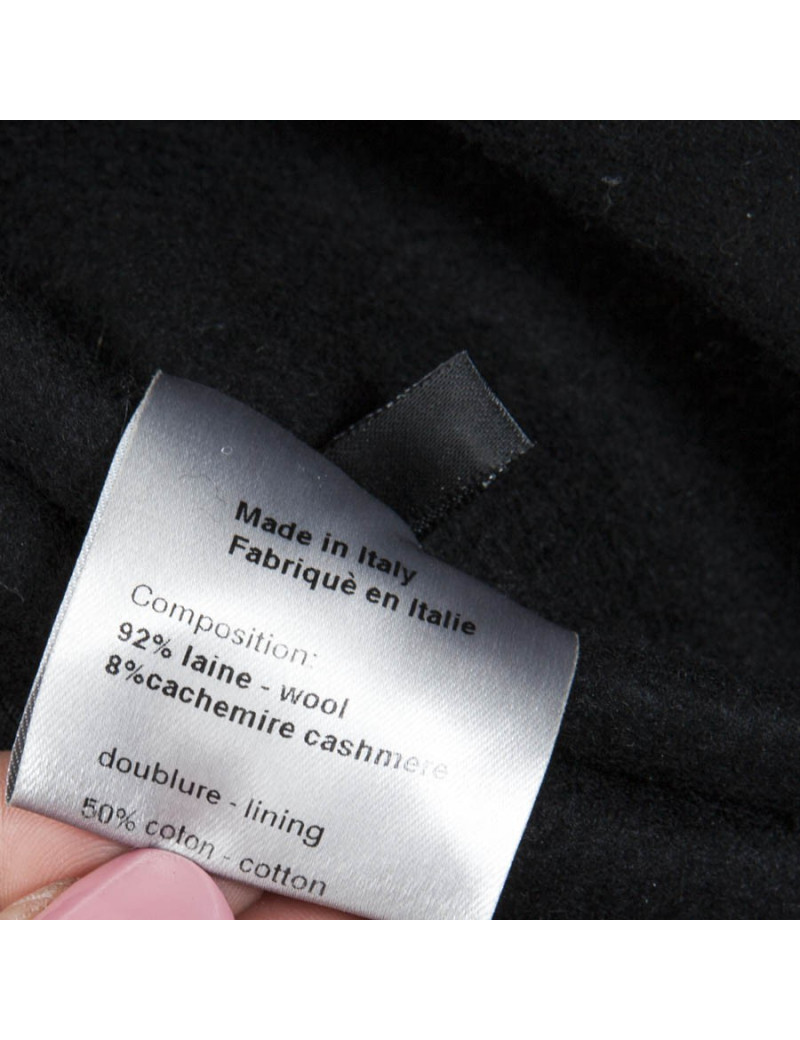 Made in Italy
Fabriquè en Italie
Composition:
92% laine - wool
8%cachemire cashmere
doublure - lining
50% coton - cotton